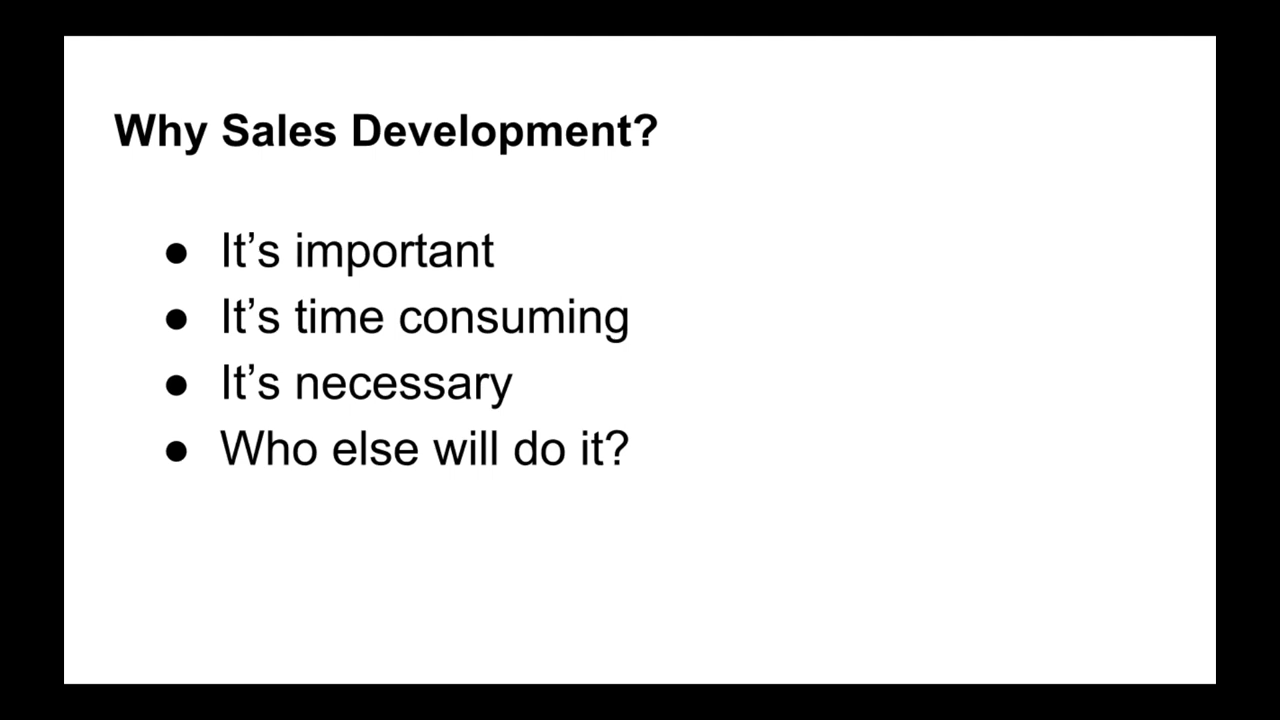 Why Sales Development?
● It’s important
● It’s time consuming
● It’s necessary
● Who else will do it?